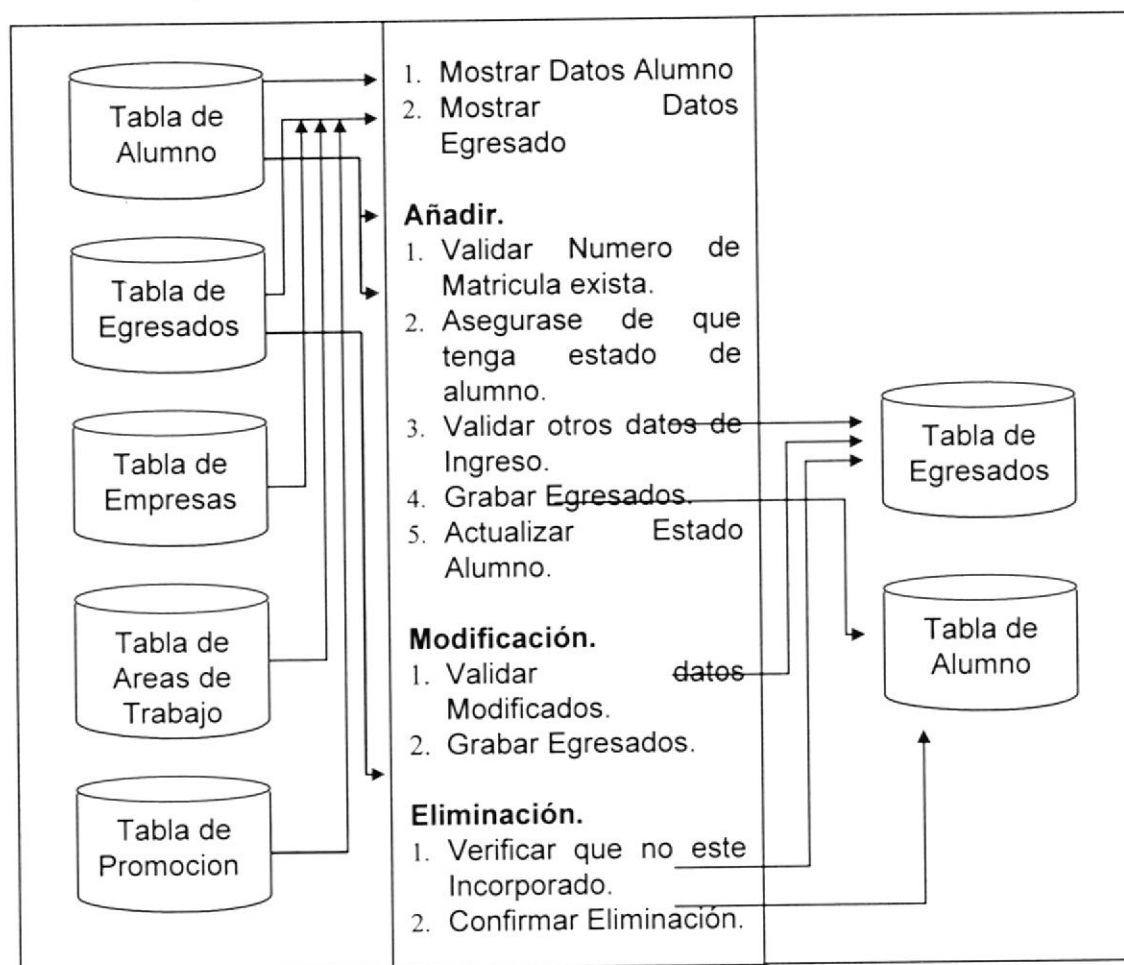 Tabla de
Alumno
Tabla de
Egresados
Tabla de
Empresas
Tabla de
Areas de
Trabajo
Tabla de
Promocion
1. Mostrar Datos Alumno
2. Mostrar Datos
Egresado
Añadir.
1. Validar Numero de
Matricula exista.
2. Asegurase de que
tenga estado de
alumno.
3. Validar otros datos de
Ingreso.
4. Grabar Egresados.
5. Actualizar Estado
Alumno.
Modificación.
1. Validar datos
Modificados.
2. Grabar Egresados.
Eliminación.
1. Verificar que no este
Incorporado.
2. Confirmar Eliminación.
Tabla de
Egresados
Tabla de
Alumno